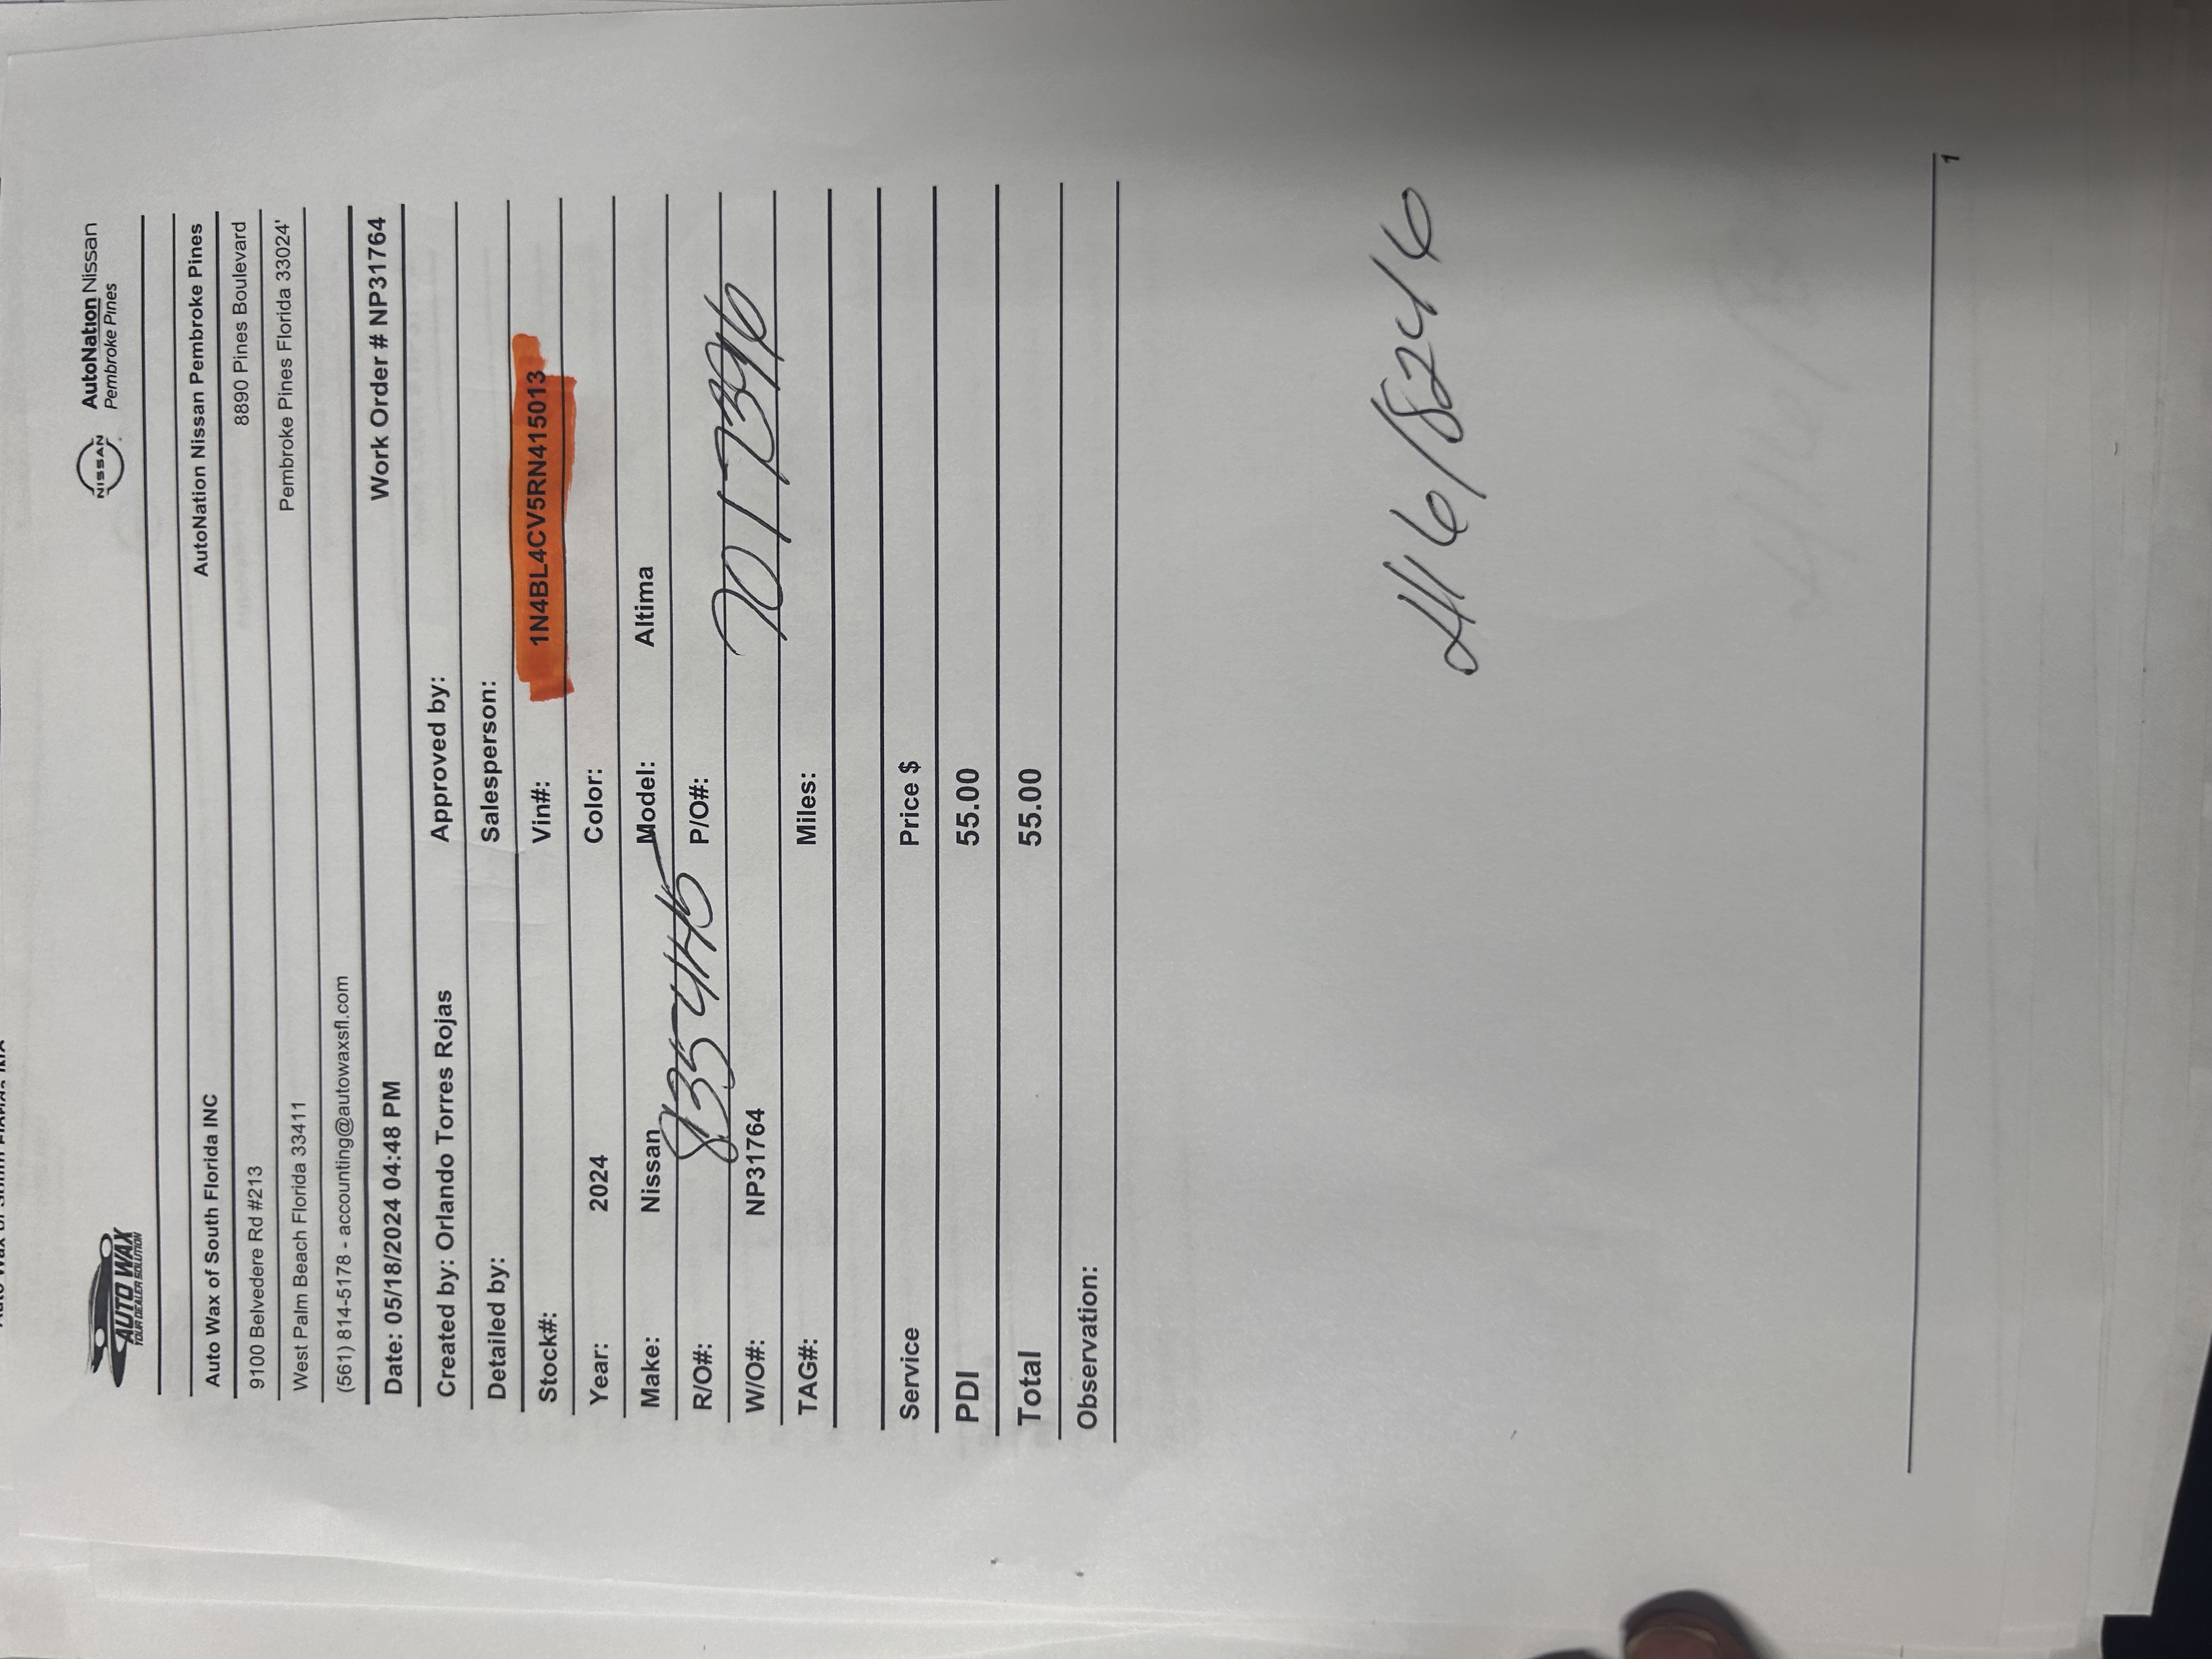 AUTO WAX
YOUR DEALER SOLUTION
NISSAN
AutoNation Nissan
Pembroke Pines
Auto Wax of South Florida INC AutoNation Nissan Pembroke Pines
9100 Belvedere Rd #213 8890 Pines Boulevard
West Palm Beach Florida 33411 Pembroke Pines Florida 33024'
(561) 814-5178 - accounting@autowaxsfl.com
Date: 05/18/2024 04:48 PM Work Order # NP31764
Created by: Orlando Torres Rojas Approved by:
Detailed by: Salesperson:
Stock#: Vin#: 1N4BL4CV5RN415013
Year: 2024 Color:
Make: Nissan Model: Altima
R/O#: 835446 P/O#:
W/O#: NP31764
TAG#: Miles:
Service Price $
PDI 55.00
Total 55.00
Observation:
1